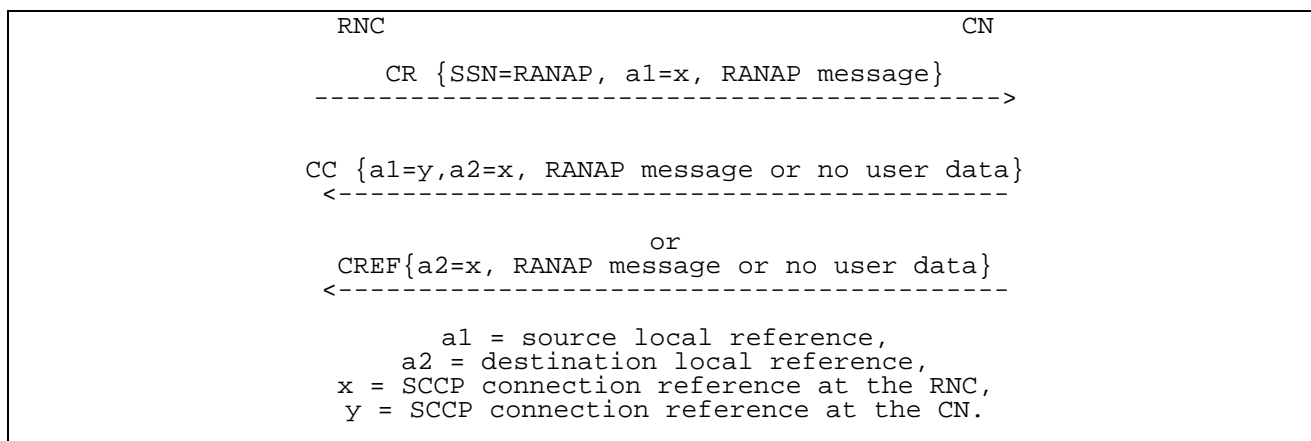 RNC CN
CR {SSN=RANAP, a1=x, RANAP message}
------------------------------------------->
CC {a1=y,a2=x, RANAP message or no user data}
<------------------------------------------
or
CREF{a2=x, RANAP message or no user data}
<------------------------------------------
a1 = source local reference,
a2 = destination local reference,
x = SCCP connection reference at the RNC,
y = SCCP connection reference at the CN.